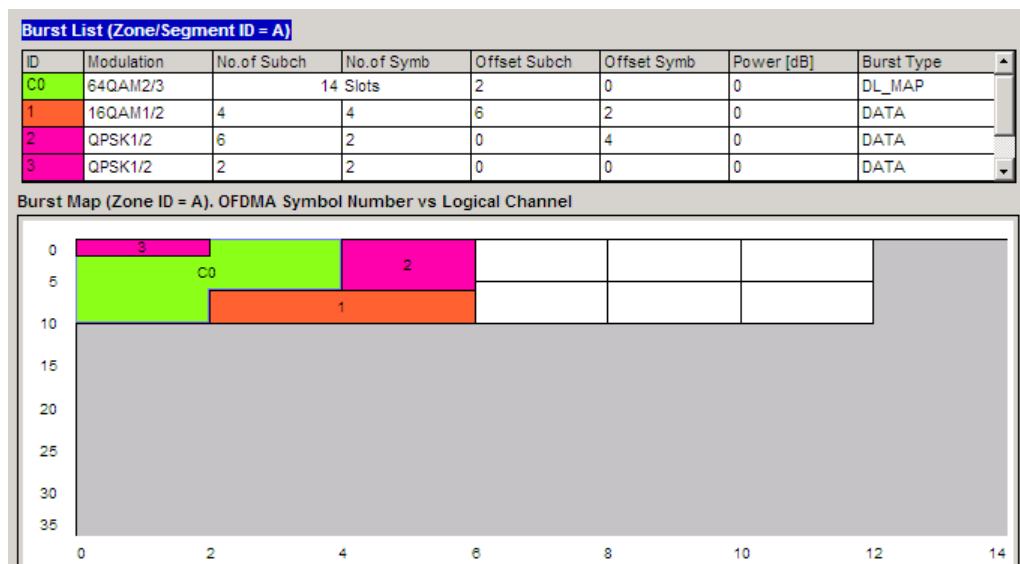 Burst List (Zone/Segment ID = A)
ID Modulation No.of Subch No.of Symb Offset Subch Offset Symb Power [dB] Burst Type
C0 64QAM2/3 14 Slots 2 0 0 DL_MAP
1 16QAM1/2 4 4 6 2 0 DATA
2 QPSK1/2 6 2 0 4 0 DATA
3 QPSK1/2 2 2 0 0 0 DATA
Burst Map (Zone ID = A). OFDMA Symbol Number vs Logical Channel
0 3
C0 2
5
1
10
15
20
25
30
35
0 2 4 6 8 10 12 14